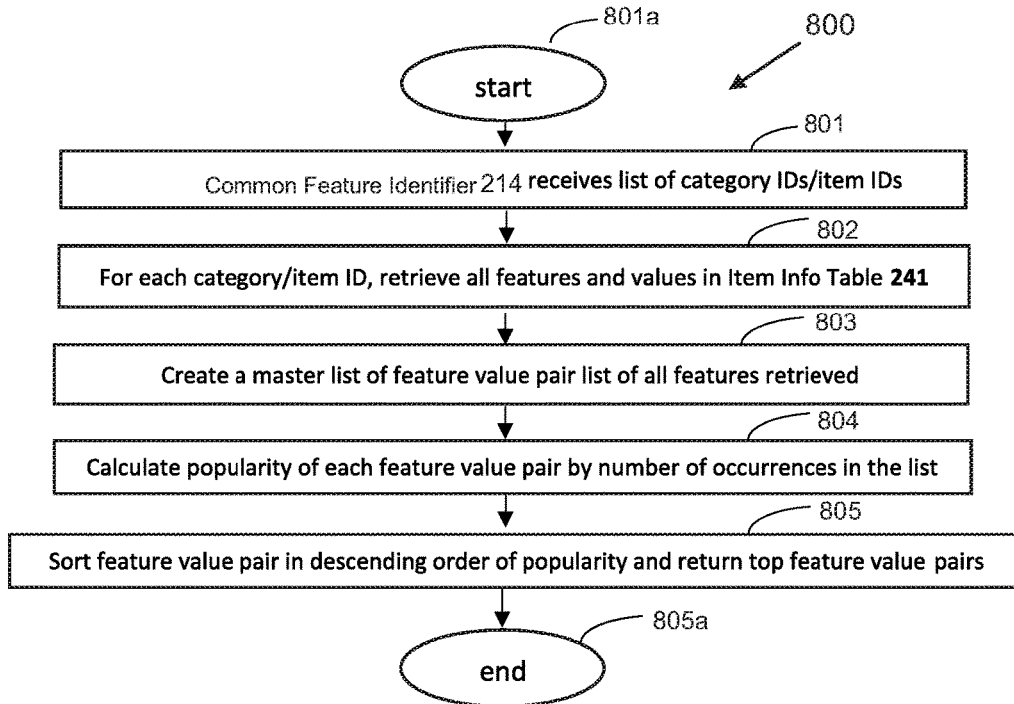 801a
800
start
801
Common Feature Identifier 214 receives list of category IDs/item IDs
802
For each category/item ID, retrieve all features and values in Item Info Table 241
803
Create a master list of feature value pair list of all features retrieved
804
Calculate popularity of each feature value pair by number of occurrences in the list
805
Sort feature value pair in descending order of popularity and return top feature value pairs
805a
end